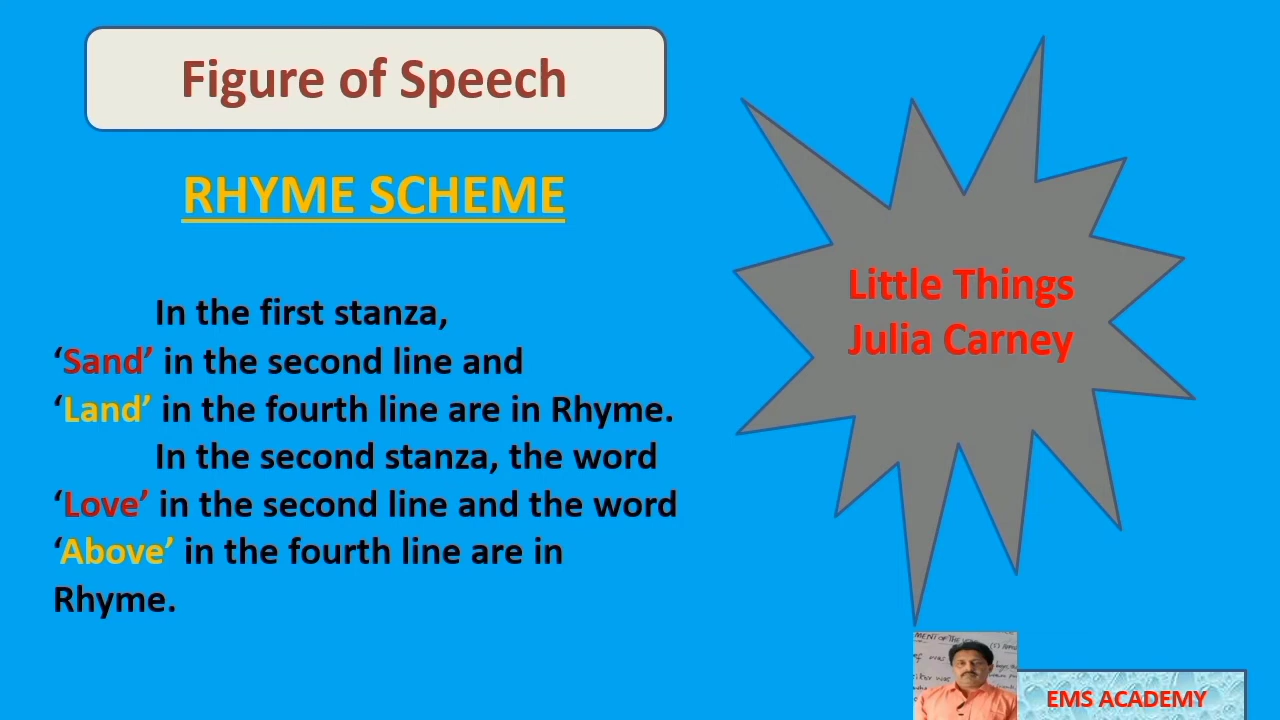 Figure of Speech
RHYME SCHEME
In the first stanza,
‘Sand’ in the second line and
‘Land’ in the fourth line are in Rhyme.
In the second stanza, the word
‘Love’ in the second line and the word
‘Above’ in the fourth line are in
Rhyme.
Little Things
Julia Carney
EMS ACADEMY